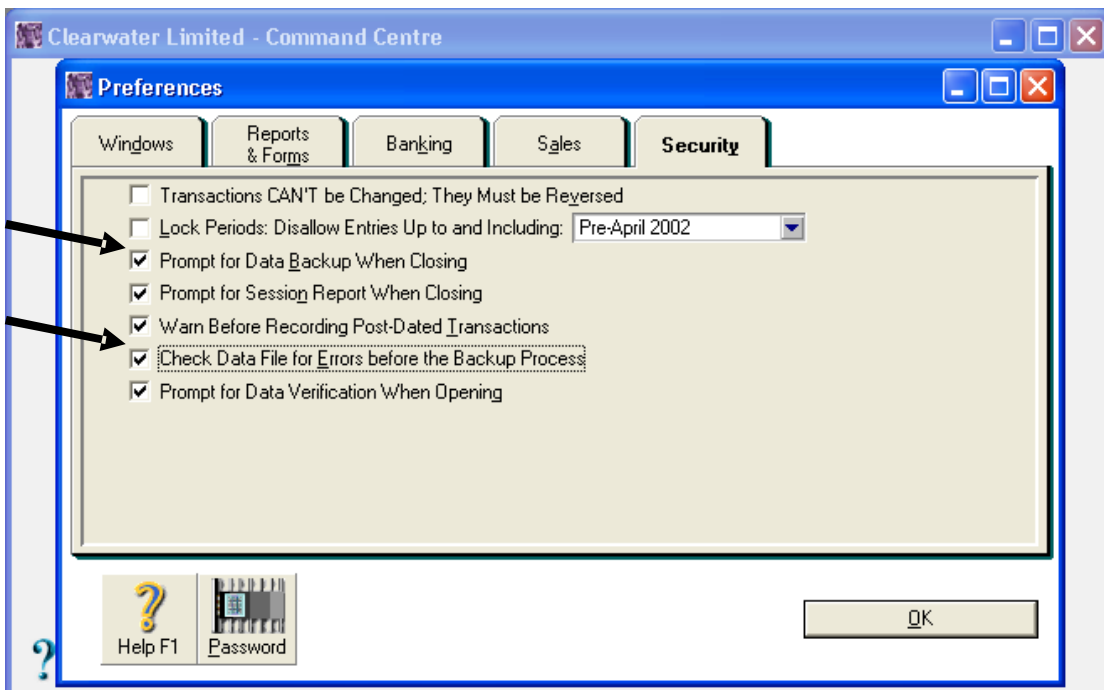 Clearwater Limited - Command Centre
Preferences
Windows
Reports
& Forms
Banking
Sales
Security
Transactions CAN'T be Changed; They Must be Reversed
Lock Periods: Disallow Entries Up to and Including: Pre-April 2002
Prompt for Data Backup When Closing
Prompt for Session Report When Closing
Warn Before Recording Post-Dated Transactions
Check Data File for Errors before the Backup Process
Prompt for Data Verification When Opening
Help F1
Password
OK